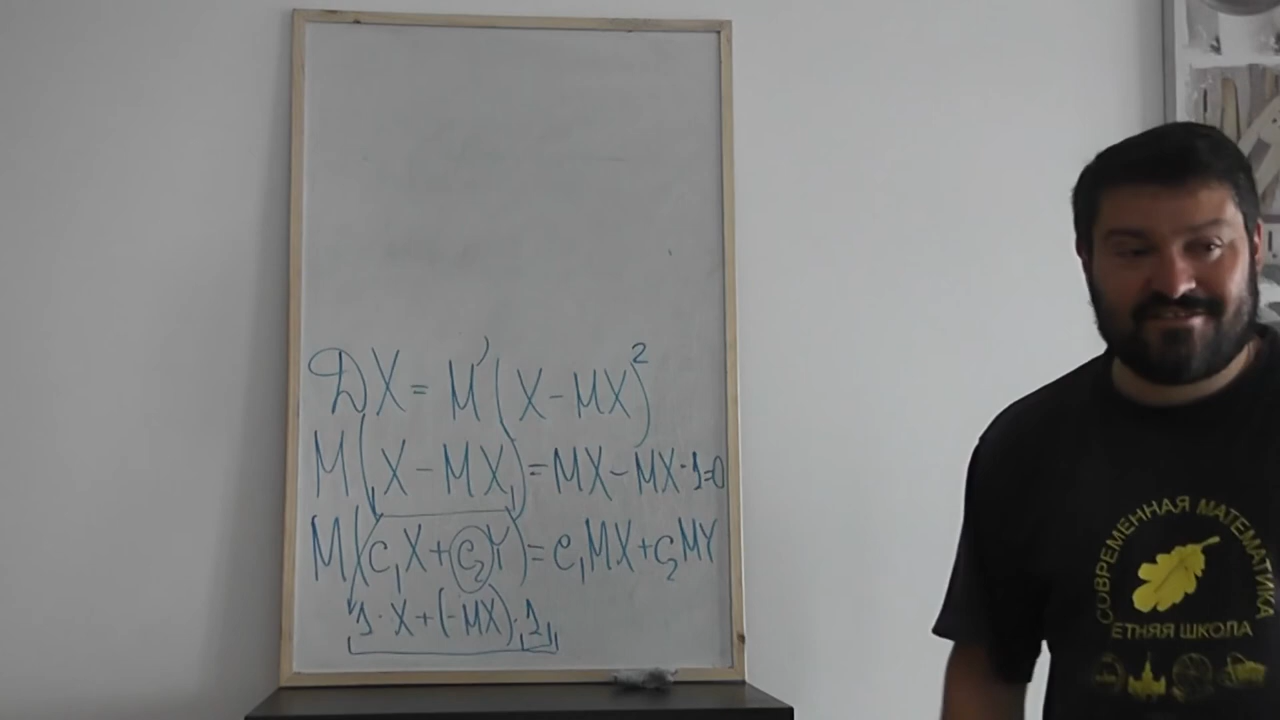 DX = M(X - MX)²
M(X - MX) = MX - MX · 1 = 0
M(c₁X + c₂Y) = c₁MX + c₂MY
1 · X + (-MX) · 1
СОВРЕМЕННАЯ МАТЕМАТИКА
ЕТНЯЯ ШКОЛА